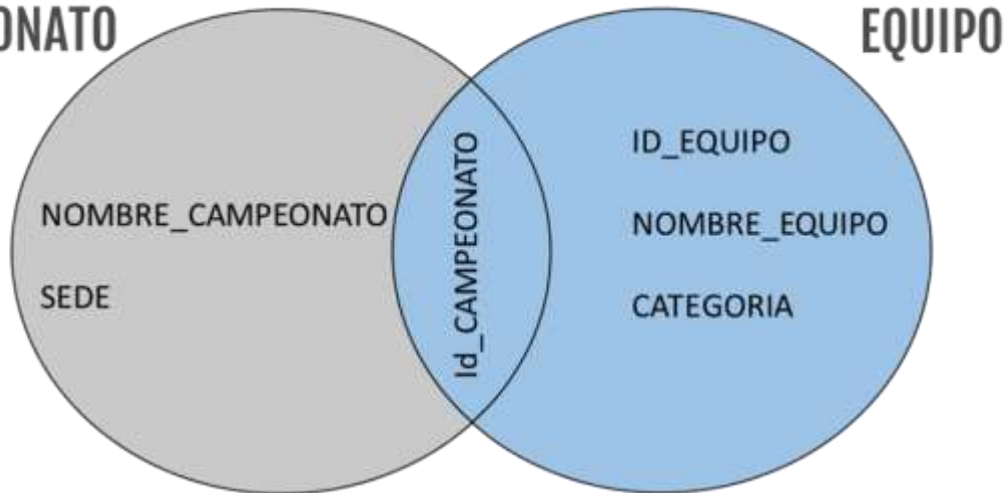 ONATO
EQUIPO
NOMBRE_CAMPEONATO
SEDE
Id_CAMPEONATO
ID_EQUIPO
NOMBRE_EQUIPO
CATEGORIA